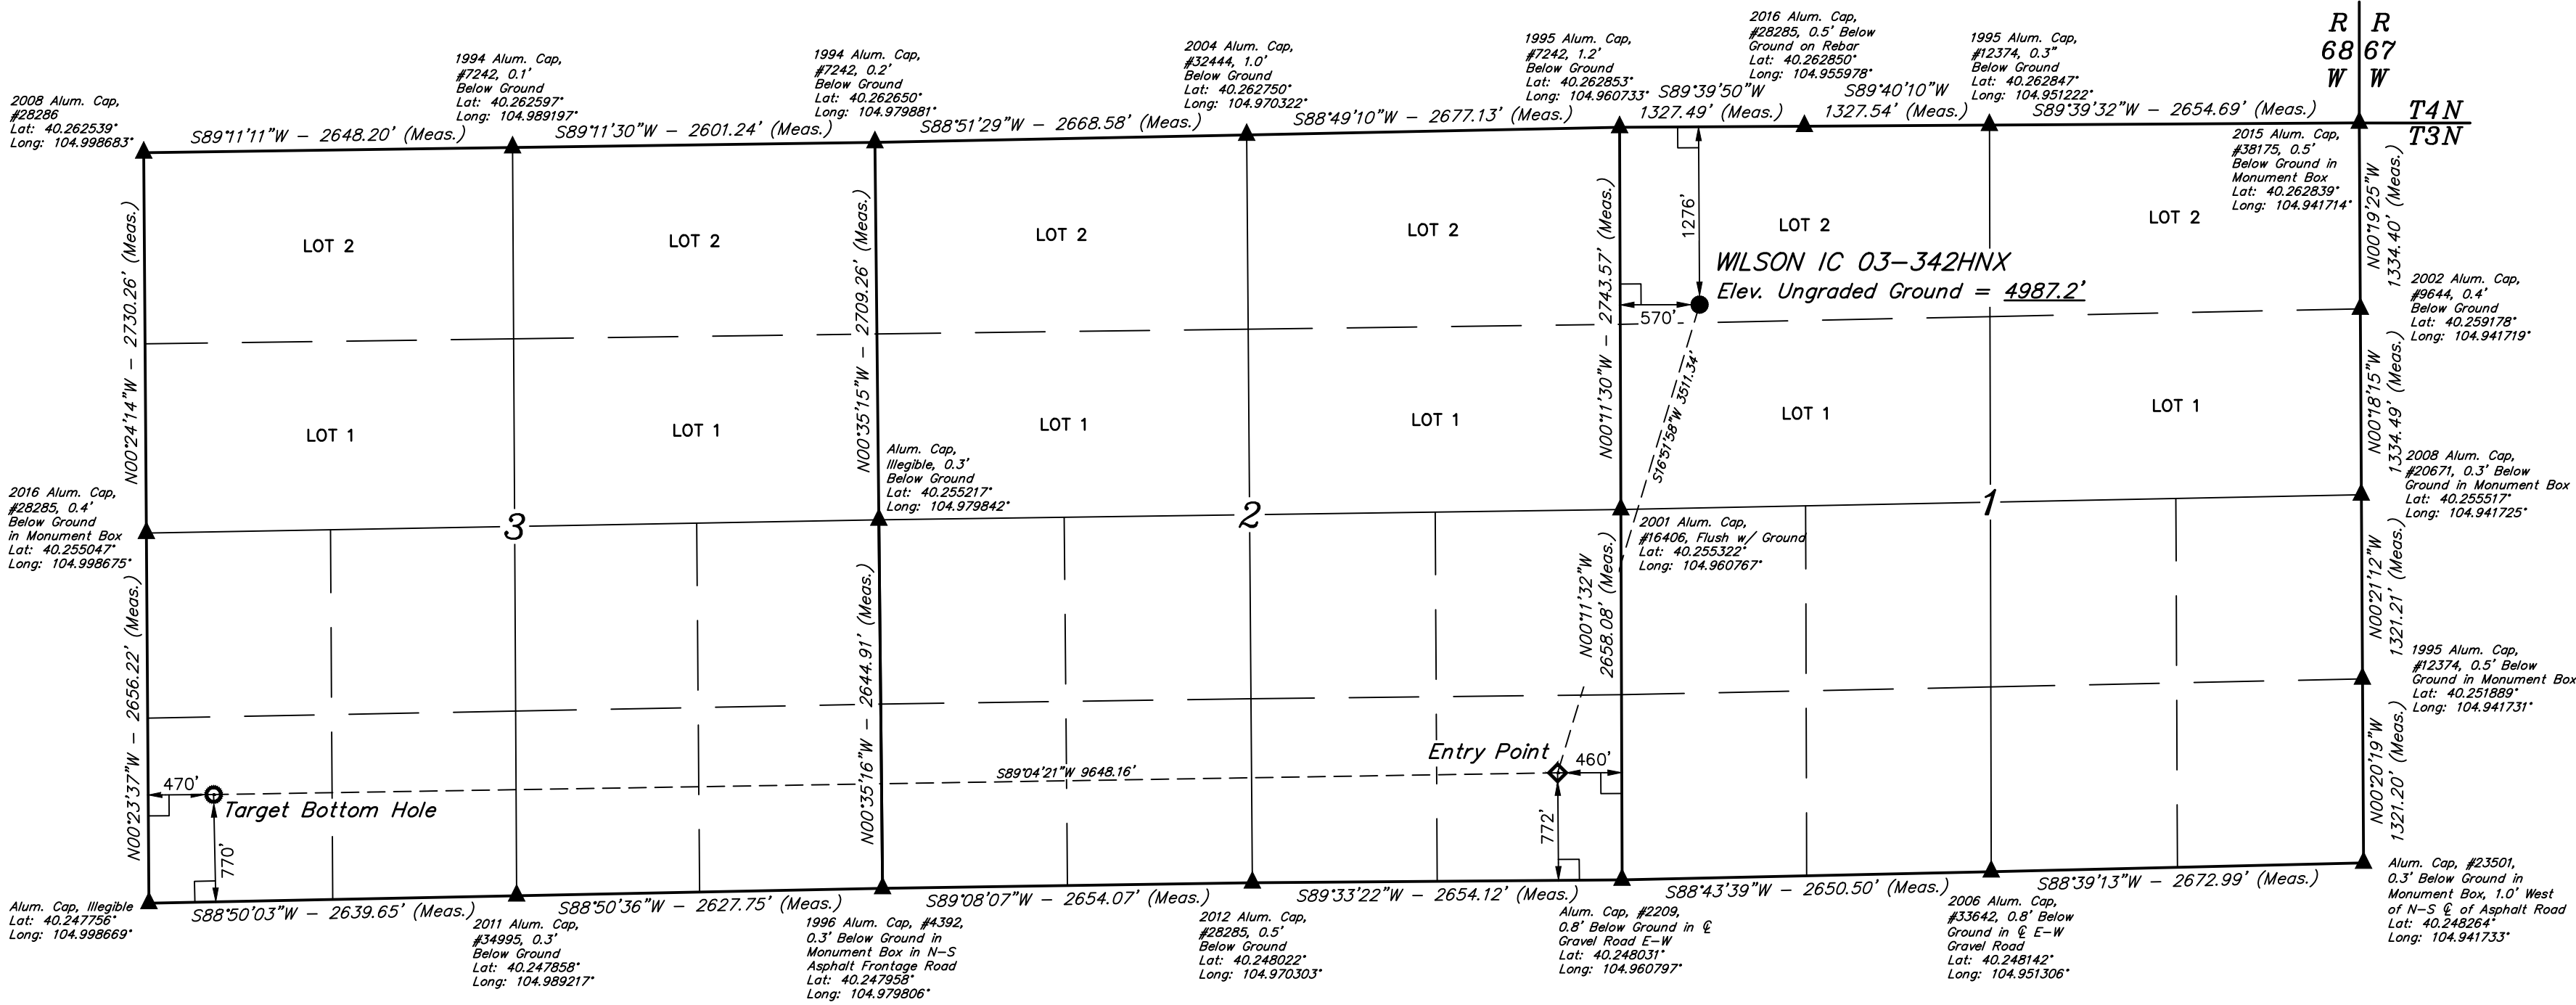 R R
68 67
W W
T4N
T3N
2008 Alum. Cap,
#28286
Lat: 40.262539°
Long: 104.998683°
S89°11'11"W - 2648.20' (Meas.)
1994 Alum. Cap,
#7242, 0.1'
Below Ground
Lat: 40.262597°
Long: 104.989197°
S89°11'30"W - 2601.24' (Meas.)
1994 Alum. Cap,
#7242, 0.2'
Below Ground
Lat: 40.262650°
Long: 104.979881°
S88°51'29"W - 2668.58' (Meas.)
2004 Alum. Cap,
#32444, 1.0'
Below Ground
Lat: 40.262750°
Long: 104.970322°
S88°49'10"W - 2677.13' (Meas.)
1995 Alum. Cap,
#7242, 1.2'
Below Ground
Lat: 40.262853°
Long: 104.960733°
S89°39'50"W
1327.49' (Meas.)
2016 Alum. Cap,
#28285, 0.5' Below
Ground on Rebar
Lat: 40.262850°
Long: 104.955978°
S89°40'10"W
1327.54' (Meas.)
1995 Alum. Cap,
#12374, 0.3"
Below Ground
Lat: 40.262847°
Long: 104.951222°
S89°39'32"W - 2654.69' (Meas.)
2015 Alum. Cap,
#38175, 0.5'
Below Ground in
Monument Box
Lat: 40.262839°
Long: 104.941714°
N00°19'25"W
1334.40' (Meas.)
N00°24'14"W - 2730.26' (Meas.)
N00°35'15"W - 2709.26' (Meas.)
N00°11'30"W - 2743.57' (Meas.)
LOT 2
LOT 2
LOT 2
LOT 2
LOT 2
LOT 2
1276'
WILSON IC 03-342HNX
Elev. Ungraded Ground = 4987.2'
570'
S16°51'58"W 3511.34'
2002 Alum. Cap,
#9644, 0.4'
Below Ground
Lat: 40.259178°
Long: 104.941719°
N00°18'15"W
1334.49' (Meas.)
LOT 1
LOT 1
LOT 1
LOT 1
LOT 1
LOT 1
2016 Alum. Cap,
#28285, 0.4'
Below Ground
in Monument Box
Lat: 40.255047°
Long: 104.998675°
Alum. Cap,
Illegible, 0.3'
Below Ground
Lat: 40.255217°
Long: 104.979842°
2001 Alum. Cap,
#16406, Flush w/ Ground
Lat: 40.255322°
Long: 104.960767°
2008 Alum. Cap,
#20671, 0.3' Below
Ground in Monument Box
Lat: 40.255517°
Long: 104.941725°
3
2
1
N00°23'37"W - 2656.22' (Meas.)
N00°35'16"W - 2644.91' (Meas.)
N00°11'32"W
2658.08' (Meas.)
N00°21'12"W
1321.21' (Meas.)
1995 Alum. Cap,
#12374, 0.5' Below
Ground in Monument Box
Lat: 40.251889°
Long: 104.941731°
N00°20'19"W
1321.20' (Meas.)
470'
Target Bottom Hole
770'
S89°04'21"W 9648.16'
Entry Point
460'
772'
Alum. Cap, Illegible
Lat: 40.247756°
Long: 104.998669°
S88°50'03"W - 2639.65' (Meas.)
2011 Alum. Cap,
#34995, 0.3'
Below Ground
Lat: 40.247858°
Long: 104.989217°
S88°50'36"W - 2627.75' (Meas.)
1996 Alum. Cap, #4392,
0.3' Below Ground in
Monument Box in N-S
Asphalt Frontage Road
Lat: 40.247958°
Long: 104.979806°
S89°08'07"W - 2654.07' (Meas.)
2012 Alum. Cap,
#28285, 0.5'
Below Ground
Lat: 40.248022°
Long: 104.970303°
S89°33'22"W - 2654.12' (Meas.)
Alum. Cap, #2209,
0.8' Below Ground in ℄
Gravel Road E-W
Lat: 40.248031°
Long: 104.960797°
S88°43'39"W - 2650.50' (Meas.)
2006 Alum. Cap,
#33642, 0.8' Below
Ground in ℄ E-W
Gravel Road
Lat: 40.248142°
Long: 104.951306°
S88°39'13"W - 2672.99' (Meas.)
Alum. Cap, #23501,
0.3' Below Ground in
Monument Box, 1.0' West
of N-S ℄ of Asphalt Road
Lat: 40.248264°
Long: 104.941733°